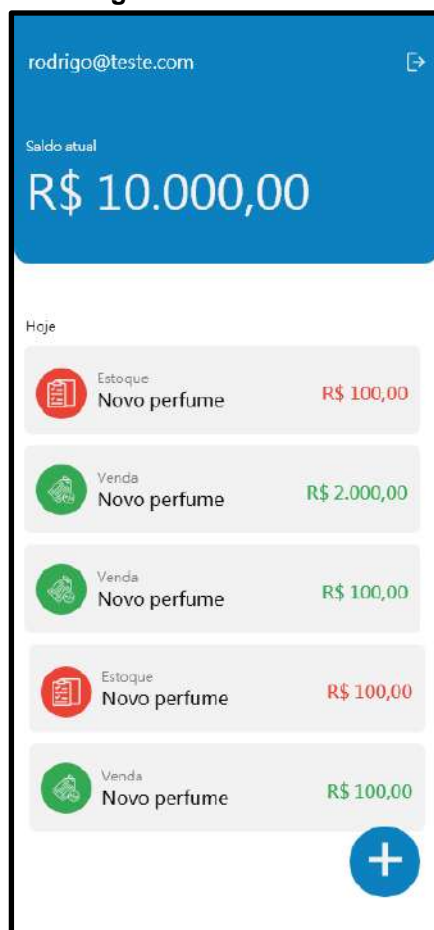 rodrigo@teste.com
Saldo atual
R$ 10.000,00
Hoje
Estoque
Novo perfume
R$ 100,00
Venda
Novo perfume
R$ 2.000,00
Venda
Novo perfume
R$ 100,00
Estoque
Novo perfume
R$ 100,00
Venda
Novo perfume
R$ 100,00
+